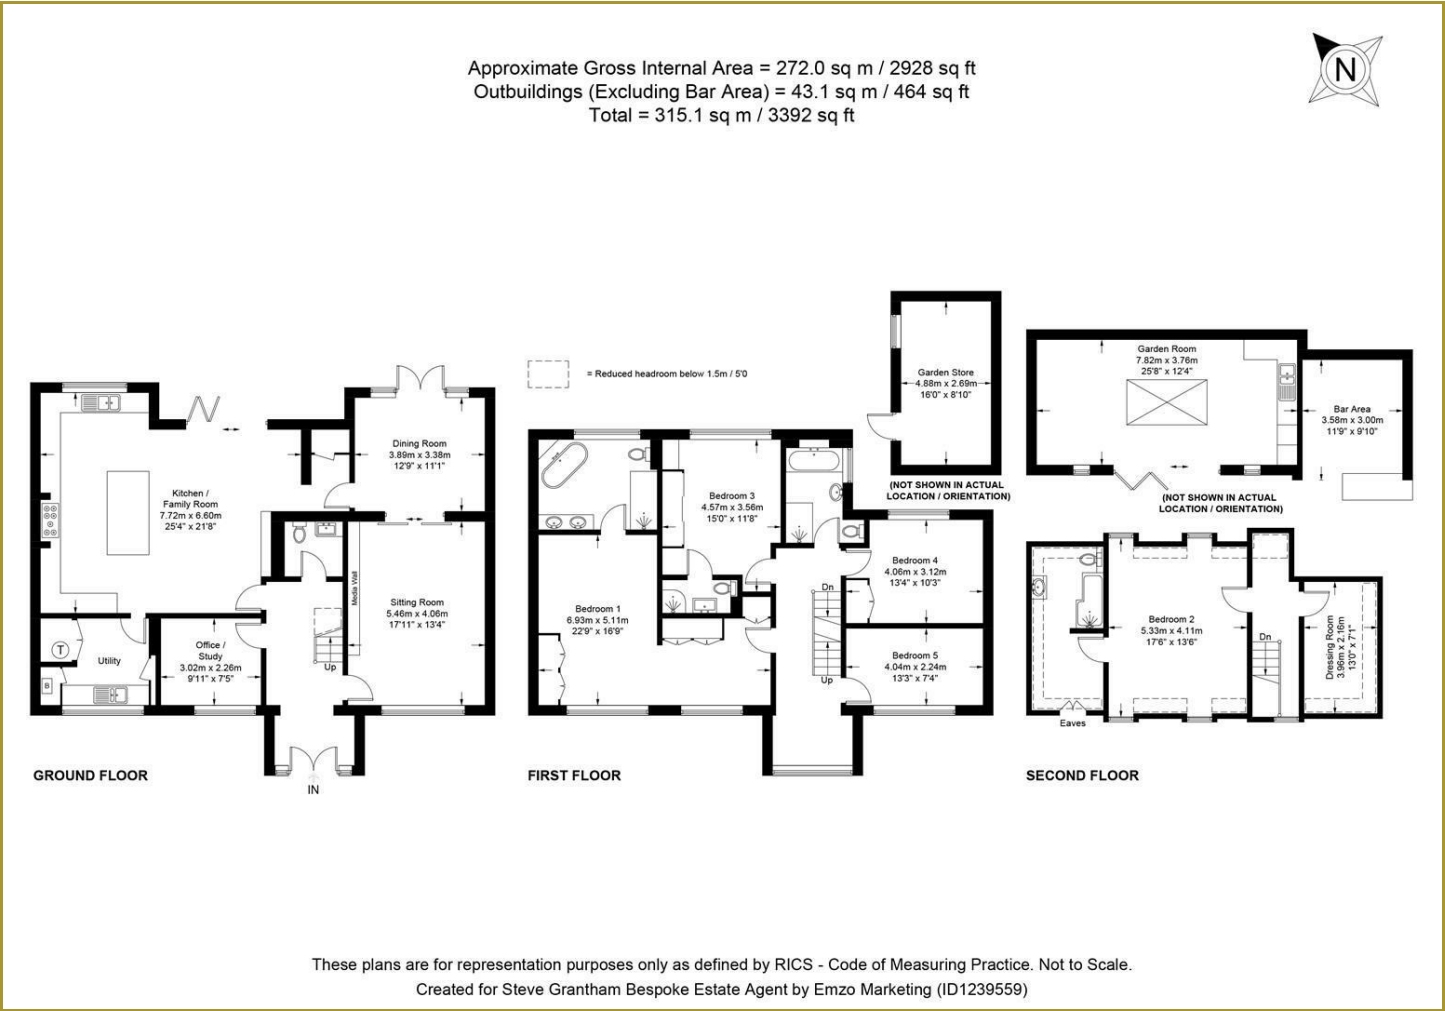 Approximate Gross Internal Area = 272.0 sq m / 2928 sq ft
Outbuildings (Excluding Bar Area) = 43.1 sq m / 464 sq ft
Total = 315.1 sq m / 3392 sq ft
N
= Reduced headroom below 1.5m / 5'0
Kitchen /
Family Room
7.72m x 6.60m
25'4" x 21'8"
Dining Room
3.89m x 3.38m
12'9" x 11'1"
Media Wall
Sitting Room
5.46m x 4.06m
17'11" x 13'4"
T
B
Utility
Office /
Study
3.02m x 2.26m
9'11" x 7'5"
Up
IN
GROUND FLOOR
Bedroom 3
4.57m x 3.56m
15'0" x 11'8"
Bedroom 1
6.93m x 5.11m
22'9" x 16'9"
Dn
Up
Bedroom 4
4.06m x 3.12m
13'4" x 10'3"
Bedroom 5
4.04m x 2.24m
13'3" x 7'4"
FIRST FLOOR
Garden Store
4.88m x 2.69m
16'0" x 8'10"
(NOT SHOWN IN ACTUAL
LOCATION / ORIENTATION)
Garden Room
7.82m x 3.76m
25'8" x 12'4"
Bar Area
3.58m x 3.00m
11'9" x 9'10"
(NOT SHOWN IN ACTUAL
LOCATION / ORIENTATION)
Bedroom 2
5.33m x 4.11m
17'6" x 13'6"
Dn
Dressing Room
3.96m x 2.16m
13'0" x 7'1"
Eaves
SECOND FLOOR
These plans are for representation purposes only as defined by RICS - Code of Measuring Practice. Not to Scale.
Created for Steve Grantham Bespoke Estate Agent by Emzo Marketing (ID1239559)